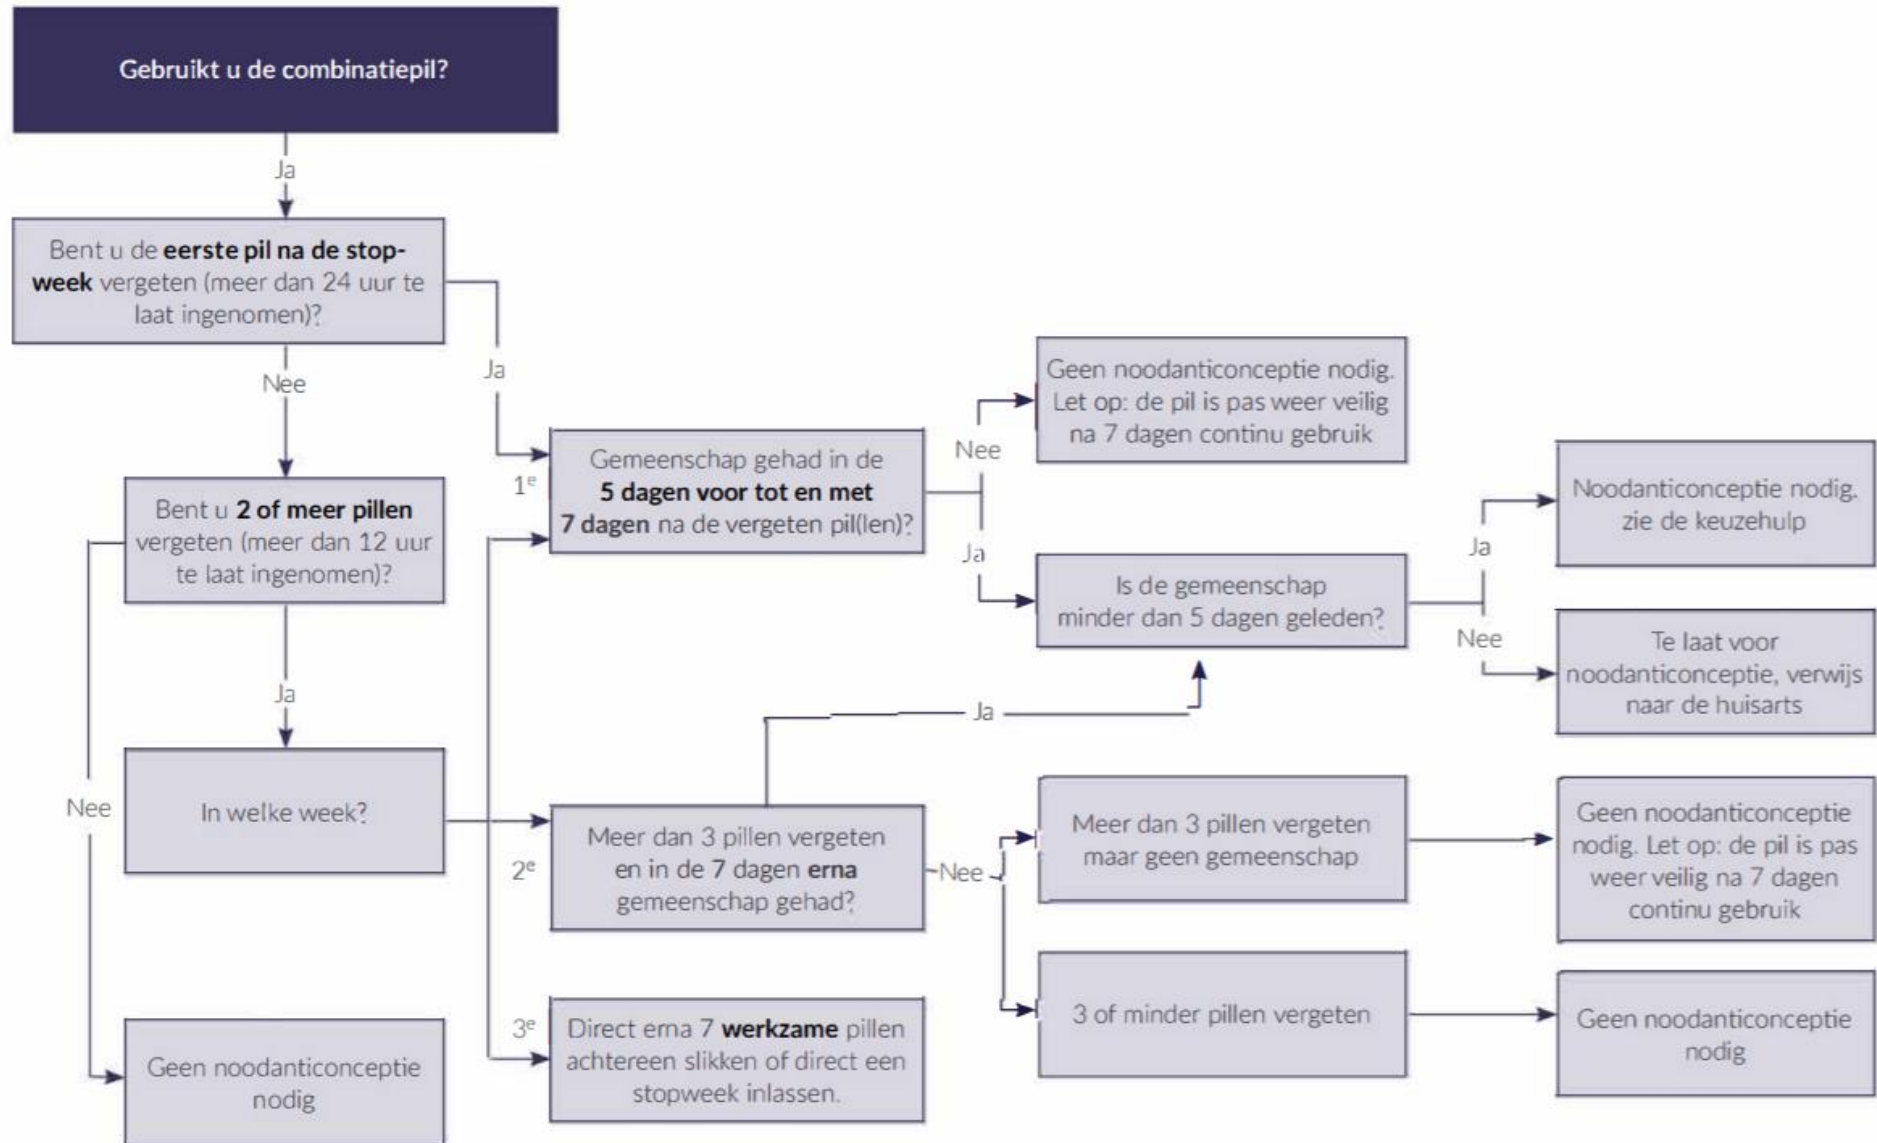 Gebruikt u de combinatiepil?
Ja
Bent u de eerste pil na de stop-
week vergeten (meer dan 24 uur te
laat ingenomen)?
Ja
Nee
Bent u 2 of meer pillen
vergeten (meer dan 12 uur
te laat ingenomen)?
Nee
Ja
In welke week?
Geen noodanticonceptie
nodig
1e
Gemeenschap gehad in de
5 dagen voor tot en met
7 dagen na de vergeten pil(len)?
Nee
Geen noodanticonceptie nodig.
Let op: de pil is pas weer veilig
na 7 dagen continu gebruik
Ja
Is de gemeenschap
minder dan 5 dagen geleden?
Ja
Noodanticonceptie nodig.
zie de keuzehulp
Nee
Te laat voor
noodanticonceptie, verwijs
naar de huisarts
2e
Meer dan 3 pillen vergeten
en in de 7 dagen erna
gemeenschap gehad?
Ja
Nee
Meer dan 3 pillen vergeten
maar geen gemeenschap
Geen noodanticonceptie
nodig. Let op: de pil is pas
weer veilig na 7 dagen
continu gebruik
3 of minder pillen vergeten
Geen noodanticonceptie
nodig
3e
Direct erna 7 werkzame pillen
achtereen slikken of direct een
stopweek inlassen.